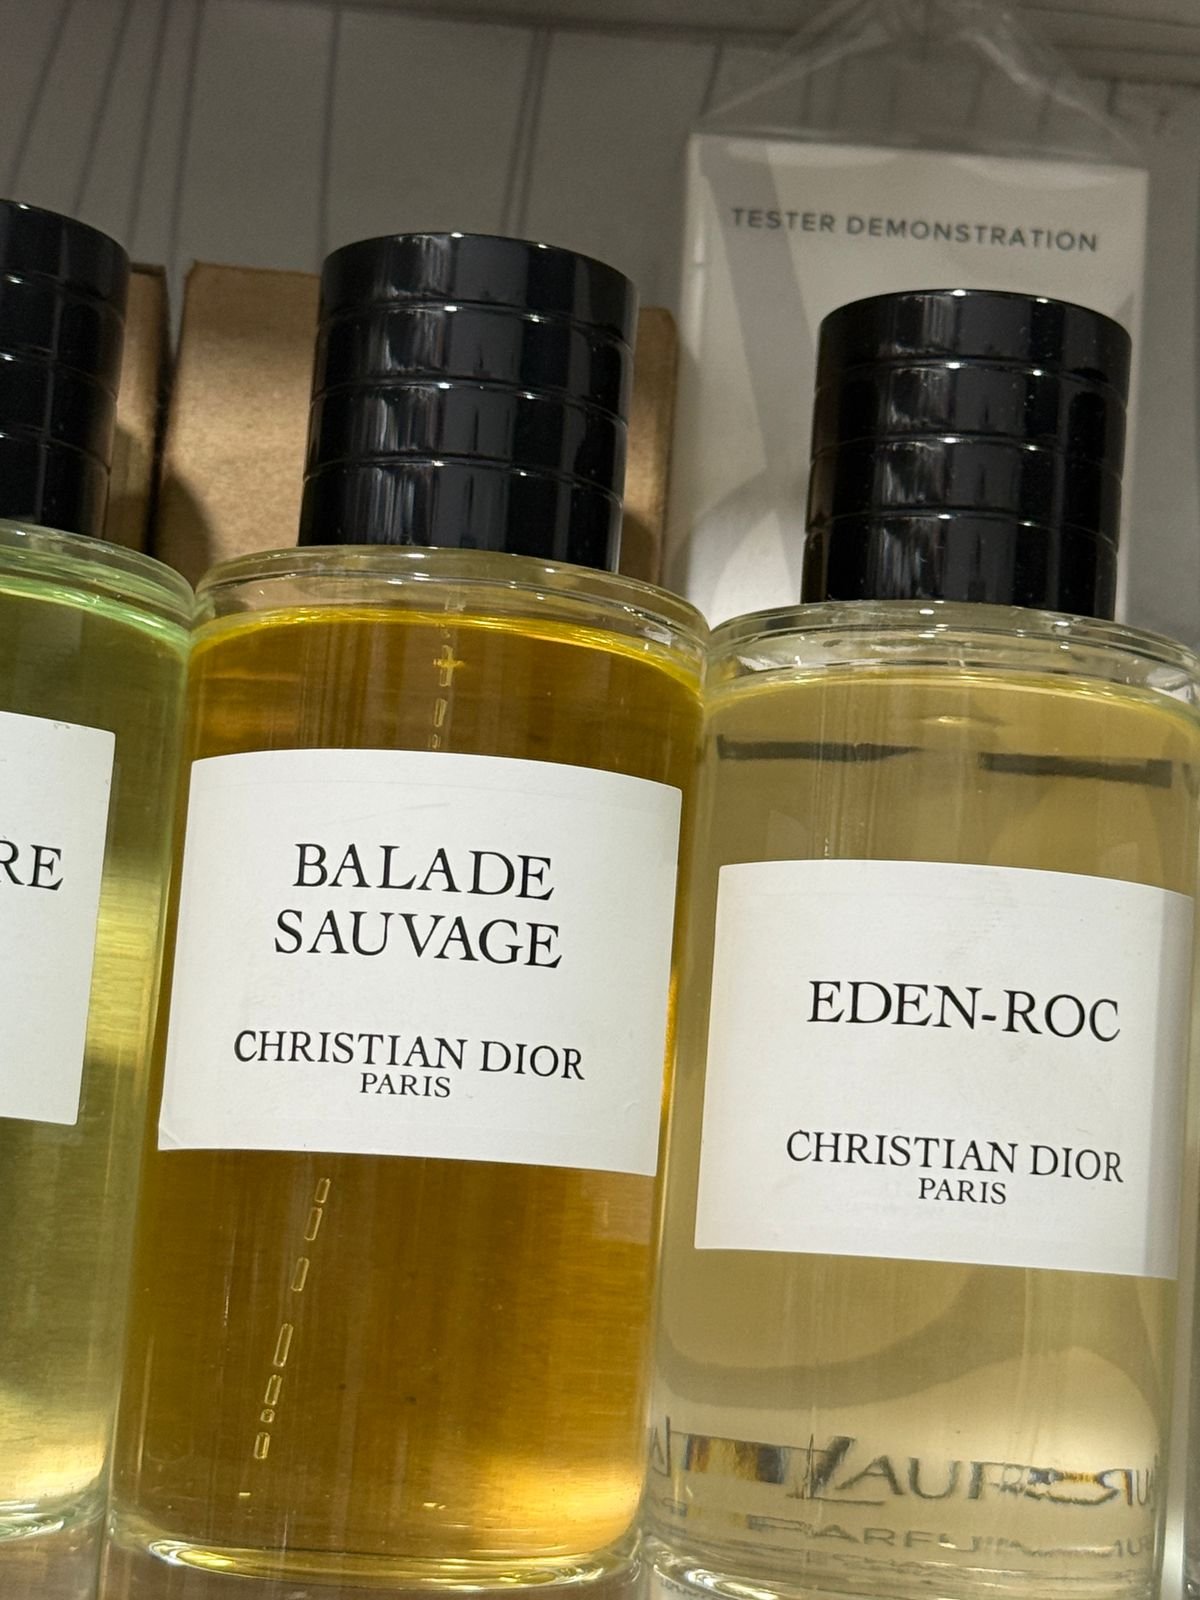 TESTER DEMONSTRATION
RE
BALADE
SAUVAGE
CHRISTIAN DIOR
PARIS
EDEN-ROC
CHRISTIAN DIOR
PARIS